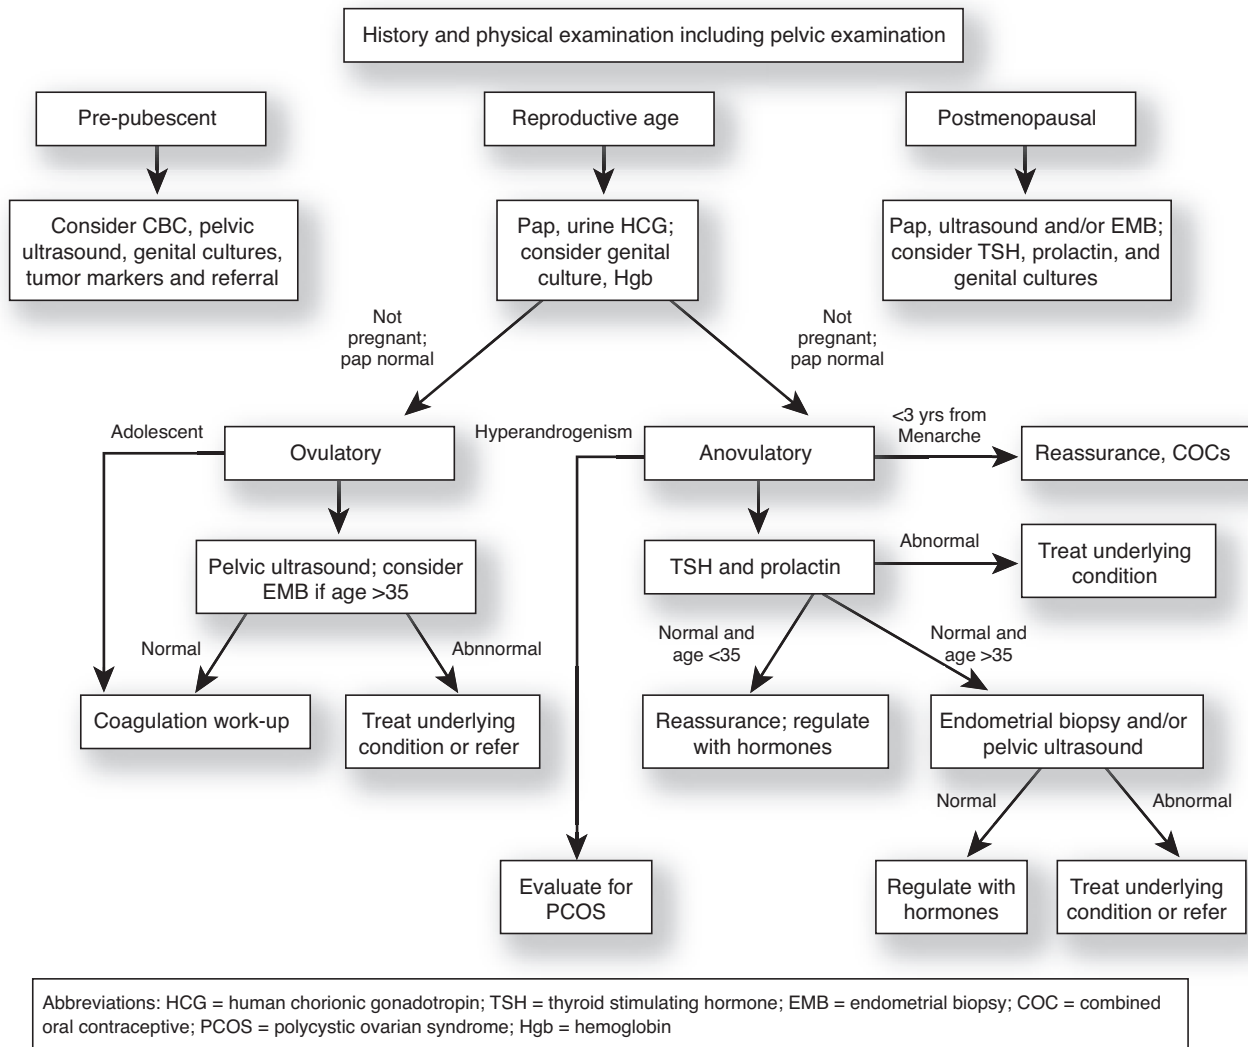 History and physical examination including pelvic examination
Pre-pubescent
Reproductive age
Postmenopausal
Consider CBC, pelvic
ultrasound, genital cultures,
tumor markers and referral
Pap, urine HCG;
consider genital
culture, Hgb
Pap, ultrasound and/or EMB;
consider TSH, prolactin, and
genital cultures
Not
pregnant;
pap normal
Not
pregnant;
pap normal
Adolescent
Ovulatory
Hyperandrogenism
Anovulatory
<3 yrs from
Menarche
Reassurance, COCs
Pelvic ultrasound; consider
EMB if age >35
TSH and prolactin
Abnormal
Treat underlying
condition
Normal
Abnnormal
Normal and
age <35
Normal and
age >35
Coagulation work-up
Treat underlying
condition or refer
Reassurance; regulate
with hormones
Endometrial biopsy and/or
pelvic ultrasound
Normal
Abnormal
Evaluate for
PCOS
Regulate with
hormones
Treat underlying
condition or refer
Abbreviations: HCG = human chorionic gonadotropin; TSH = thyroid stimulating hormone; EMB = endometrial biopsy; COC = combined
oral contraceptive; PCOS = polycystic ovarian syndrome; Hgb = hemoglobin